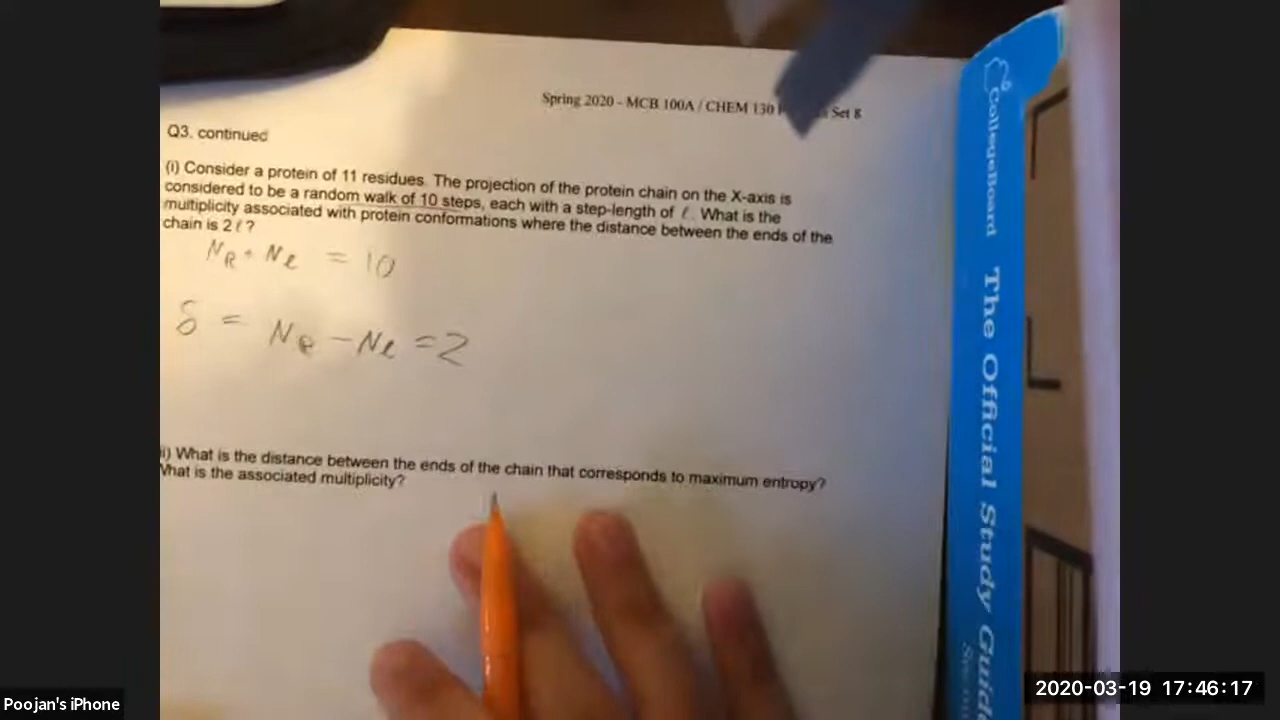 Spring 2020 - MCB 100A / CHEM 130 Set 8
Q3. continued
(i) Consider a protein of 11 residues. The projection of the protein chain on the X-axis is
considered to be a random walk of 10 steps, each with a step-length of ℓ. What is the
multiplicity associated with protein conformations where the distance between the ends of the
chain is 2 ℓ ?
NR + Nℓ = 10
δ = NR - Nℓ = 2
i) What is the distance between the ends of the chain that corresponds to maximum entropy?
What is the associated multiplicity?
CollegeBoard The Official Study Guide
Poojan's iPhone
2020-03-19 17:46:17